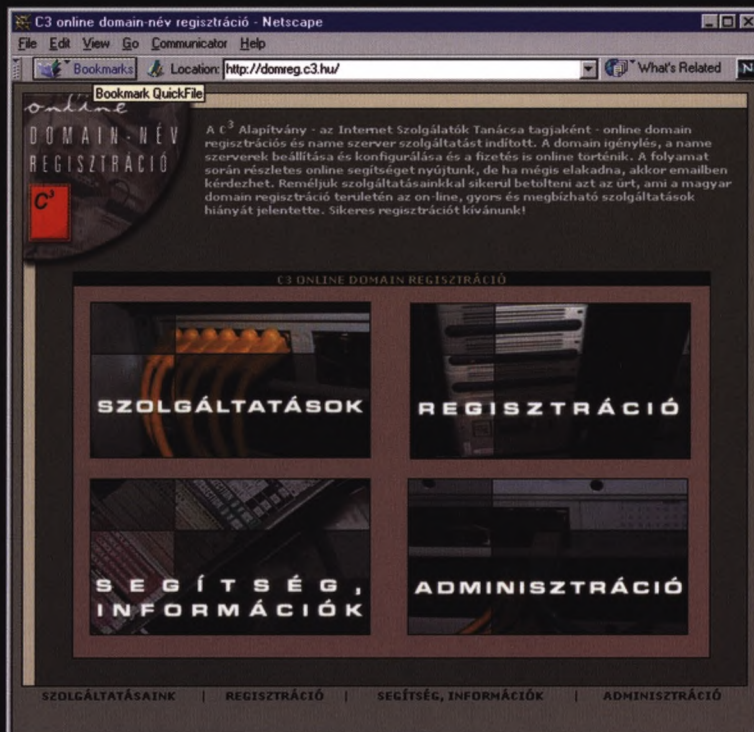 C3 online domain-név regisztráció - Netscape
File Edit View Go Communicator Help
Bookmarks Location: http://domreg.c3.hu/ What's Related N
Bookmark QuickFile
online
DOMAIN-NÉV
REGISZTRÁCIÓ
C³
A C³ Alapítvány - az Internet Szolgálatók Tanácsa tagjaként - online domain
regisztrációs és name szerver szolgáltatást indított. A domain igénylés, a name
szerverek beállítása és konfigurálása és a fizetés is online történik. A folyamat
során részletes online segítséget nyújtunk, de ha mégis elakadna, akkor emailben
kérdezhet. Reméljük szolgáltatásainkkal sikerul betolteni azt az űrt, ami a magyar
domain regisztráció területén az on-line, gyors és megbízható szolgáltatások
hiányát jelentette. Sikeres regisztrációt kívánunk!
C3 ONLINE DOMAIN REGISZTRÁCIÓ
SZOLGÁLTATÁSOK
REGISZTRÁCIÓ
SEGÍTSÉG,
INFORMÁCIÓK
ADMINISZTRÁCIÓ
SZOLGÁLTATÁSAINK | REGISZTRÁCIÓ | SEGÍTSÉG, INFORMÁCIÓK | ADMINISZTRÁCIÓ